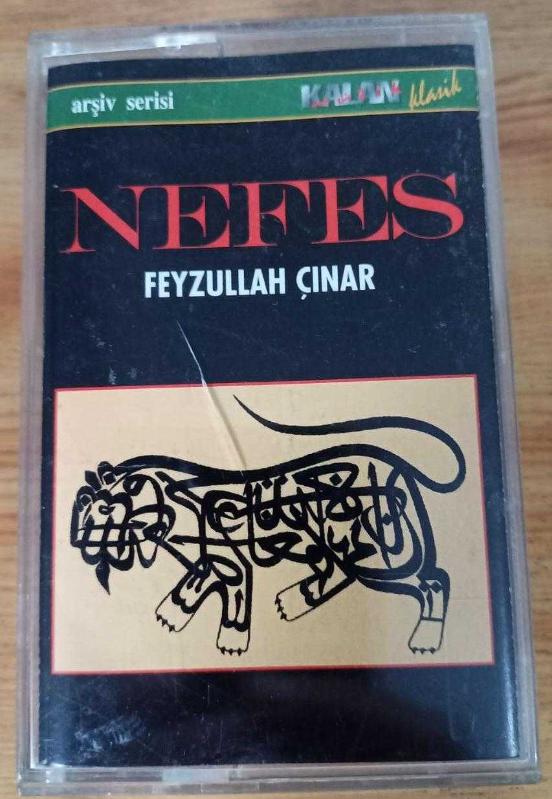 arşiv serisi KALAN klasik
NEFES
FEYZULLAH ÇINAR